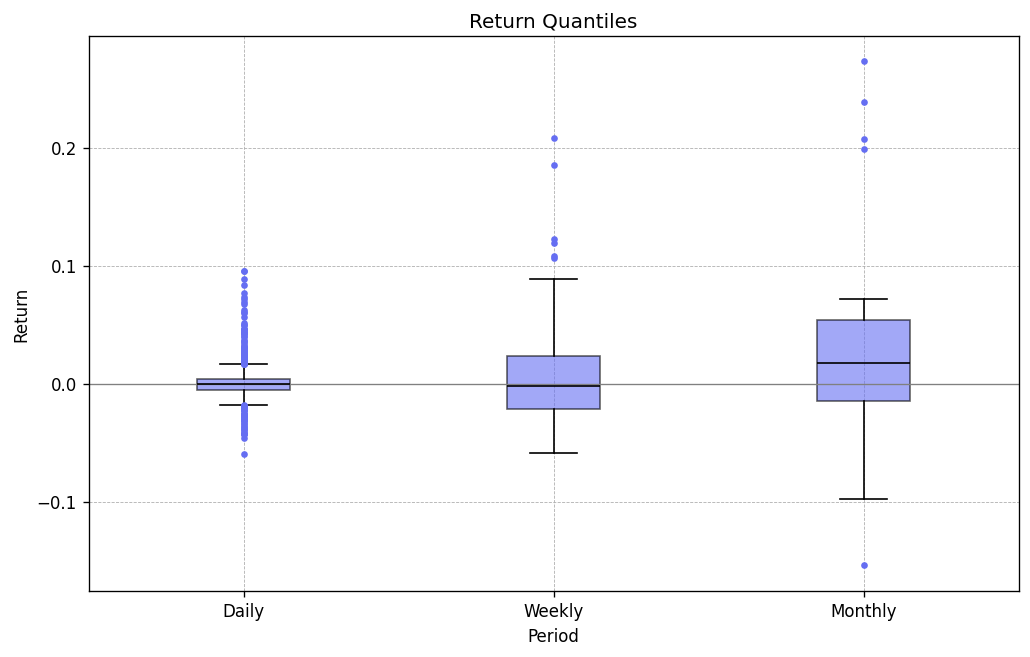 Return Quantiles
Return
0.2
0.1
0.0
−0.1
Daily
Weekly
Monthly
Period